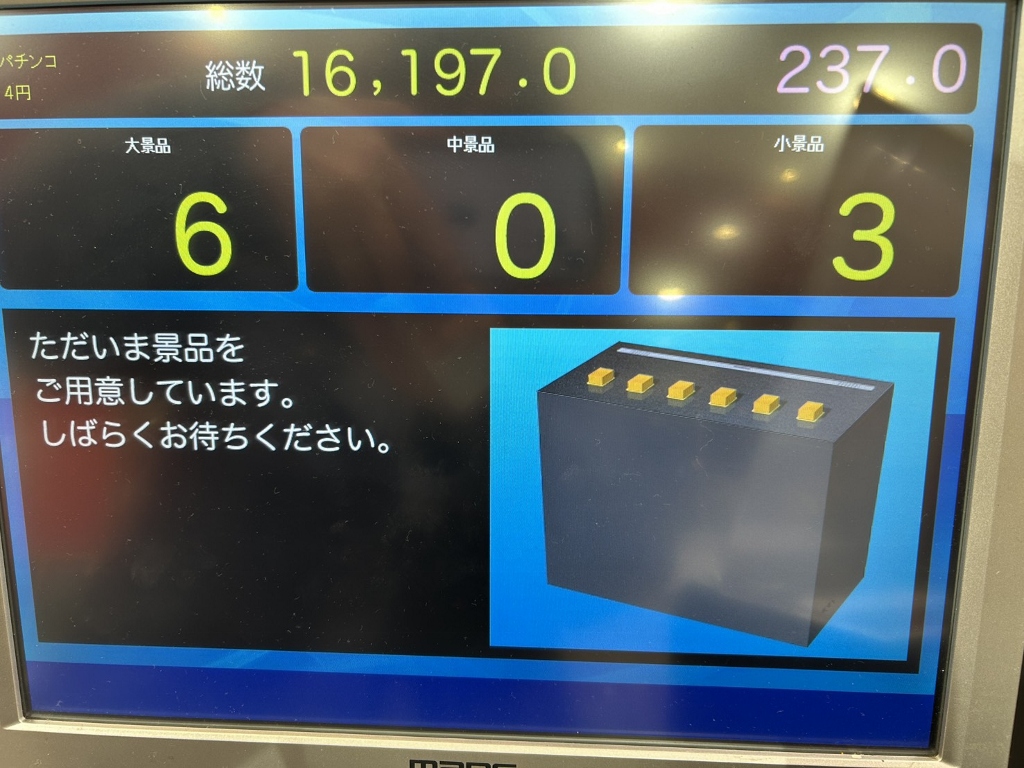 パチンコ
4円
総数 16,197.0 237.0
大景品 中景品 小景品
6 0 3
ただいま景品を
ご用意しています。
しばらくお待ちください。